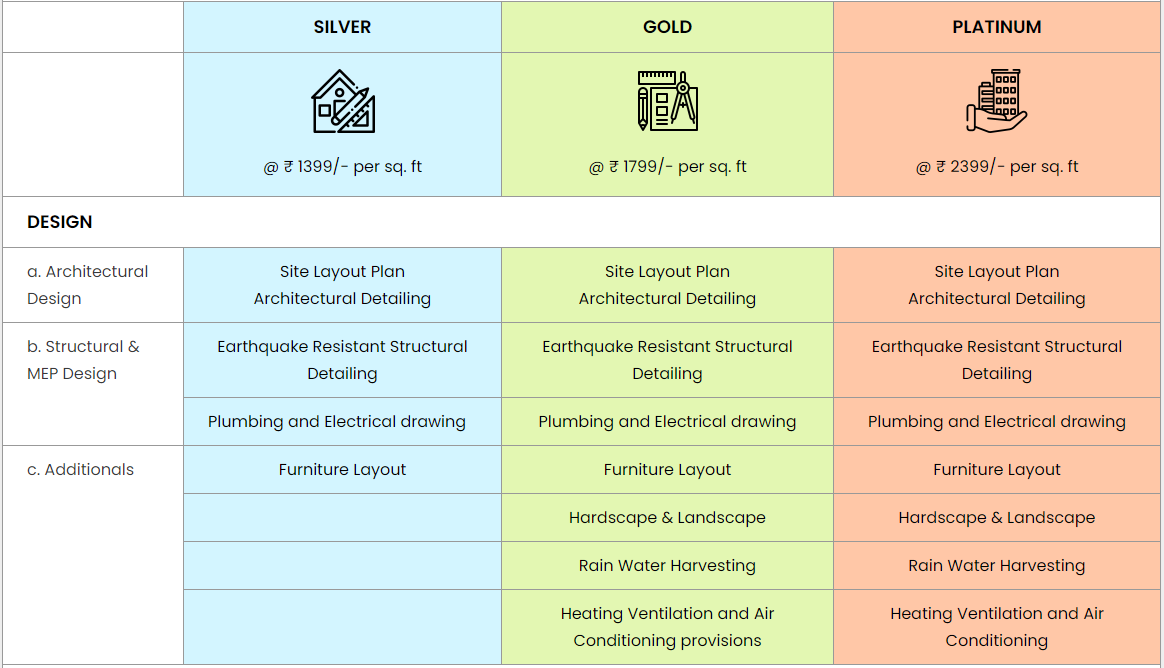 SILVER GOLD PLATINUM
@ ₹ 1399/- per sq. ft @ ₹ 1799/- per sq. ft @ ₹ 2399/- per sq. ft
DESIGN
a. Architectural Site Layout Plan Site Layout Plan Site Layout Plan
Design Architectural Detailing Architectural Detailing Architectural Detailing
b. Structural & Earthquake Resistant Structural Earthquake Resistant Structural Earthquake Resistant Structural
MEP Design Detailing Detailing Detailing
Plumbing and Electrical drawing Plumbing and Electrical drawing Plumbing and Electrical drawing
c. Additionals Furniture Layout Furniture Layout Furniture Layout
Hardscape & Landscape Hardscape & Landscape
Rain Water Harvesting Rain Water Harvesting
Heating Ventilation and Air Heating Ventilation and Air
Conditioning provisions Conditioning